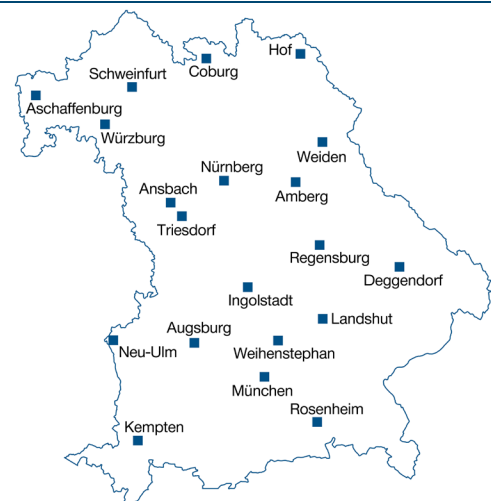 Hof
Coburg
Schweinfurt
Aschaffenburg
Würzburg
Weiden
Nürnberg
Amberg
Ansbach
Triesdorf
Regensburg
Deggendorf
Ingolstadt
Landshut
Augsburg
Neu-Ulm
Weihenstephan
München
Rosenheim
Kempten